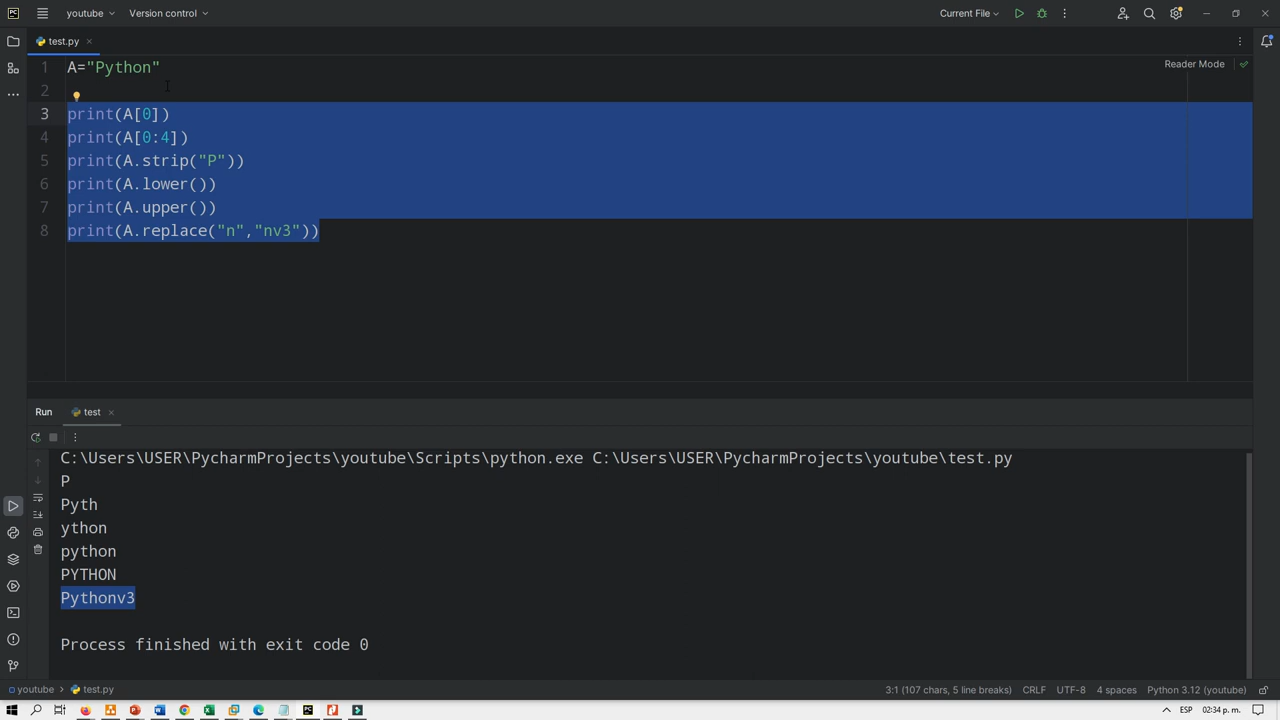 PC youtube Version control Current File
test.py
1 A="Python" Reader Mode
2
3 print(A[0])
4 print(A[0:4])
5 print(A.strip("P"))
6 print(A.lower())
7 print(A.upper())
8 print(A.replace("n","nv3"))
Run test
C:\Users\USER\PycharmProjects\youtube\Scripts\python.exe C:\Users\USER\PycharmProjects\youtube\test.py
P
Pyth
ython
python
PYTHON
Pythonv3
Process finished with exit code 0
youtube > test.py 3:1 (107 chars, 5 line breaks) CRLF UTF-8 4 spaces Python 3.12 (youtube)
ESP 02:34 p. m.